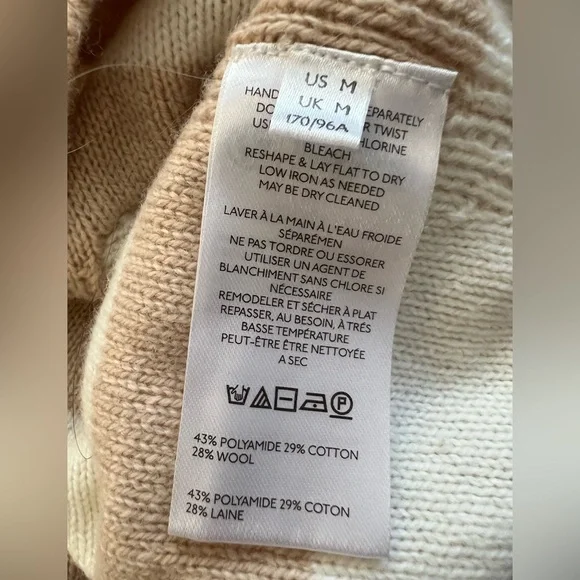 US M
UK M
170/96A
HAND EPARATELY
DO R TWIST
US HLORINE
BLEACH
RESHAPE & LAY FLAT TO DRY
LOW IRON AS NEEDED
MAY BE DRY CLEANED
LAVER À LA MAIN À L'EAU FROIDE
SÉPARÉMEN
NE PAS TORDRE OU ESSORER
UTILISER UN AGENT DE
BLANCHIMENT SANS CHLORE SI
NÉCESSAIRE
REMODELER ET SÉCHER À PLAT
REPASSER, AU BESOIN, À TRÉS
BASSE TEMPÉRATURE
PEUT-ÊTRE ÊTRE NETTOYÉE
A SEC
P
43% POLYAMIDE 29% COTTON
28% WOOL
43% POLYAMIDE 29% COTON
28% LAINE